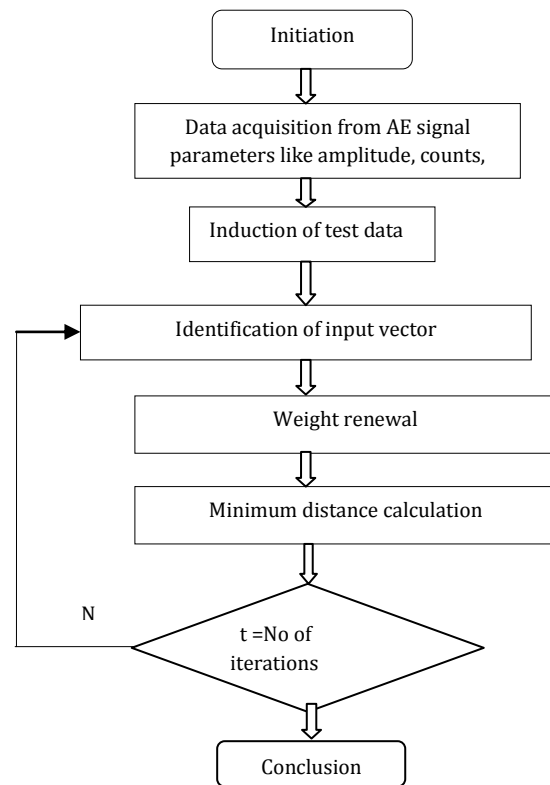 Initiation
Data acquisition from AE signal
parameters like amplitude, counts,
Induction of test data
Identification of input vector
Weight renewal
Minimum distance calculation
N
t =No of
iterations
Conclusion